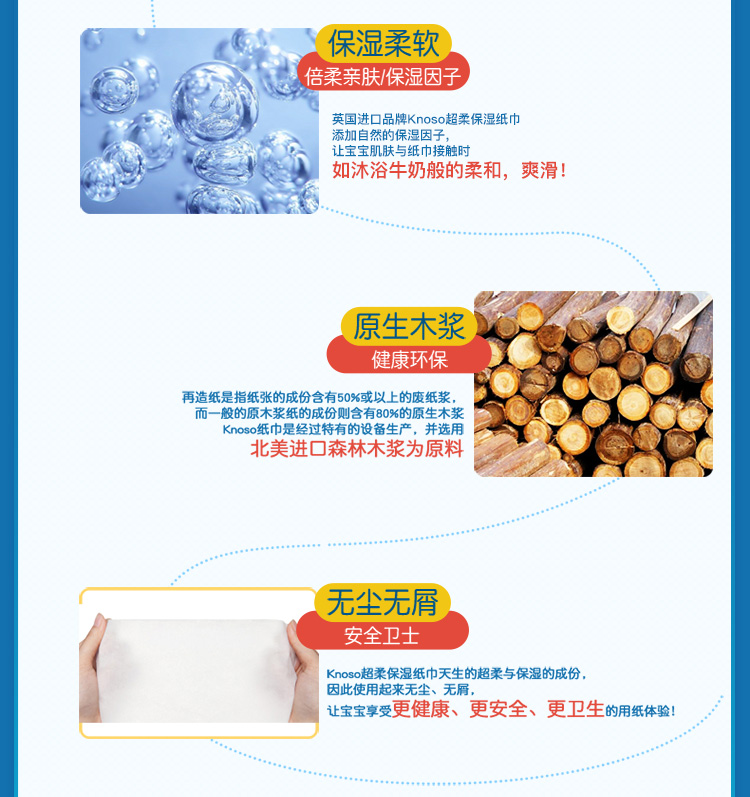 保湿柔软
倍柔亲肤/保湿因子
英国进口品牌Knoso超柔保湿纸巾
添加自然的保湿因子，
让宝宝肌肤与纸巾接触时
如沐浴牛奶般的柔和，爽滑！
原生木浆
健康环保
再造纸是指纸张的成份含有50%或以上的废纸浆，
而一般的原木浆纸的成份则含有80%的原生木浆
Knoso纸巾是经过特有的设备生产，并选用
北美进口森林木浆为原料
无尘无屑
安全卫士
Knoso超柔保湿纸巾天生的超柔与保湿的成份，
因此使用起来无尘、无屑，
让宝宝享受更健康、更安全、更卫生的用纸体验！